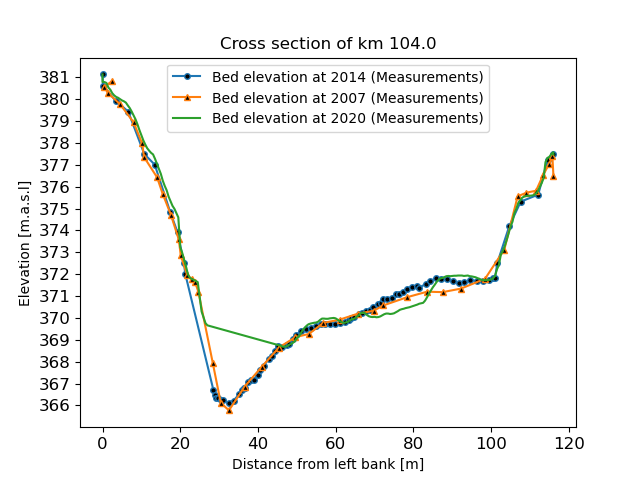 Cross section of km 104.0
Bed elevation at 2014 (Measurements)
Bed elevation at 2007 (Measurements)
Bed elevation at 2020 (Measurements)
Elevation [m.a.s.l]
381
380
379
378
377
376
375
374
373
372
371
370
369
368
367
366
0 20 40 60 80 100 120
Distance from left bank [m]